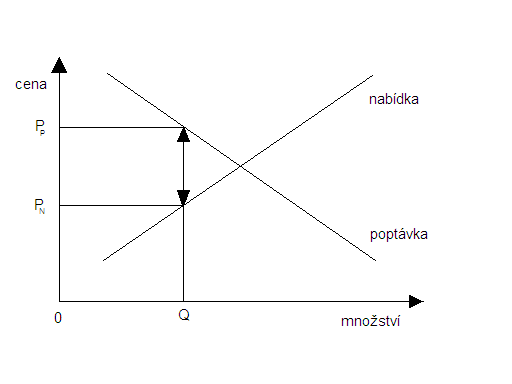 cena
nabídka
PP
PN
poptávka
0
Q
množství